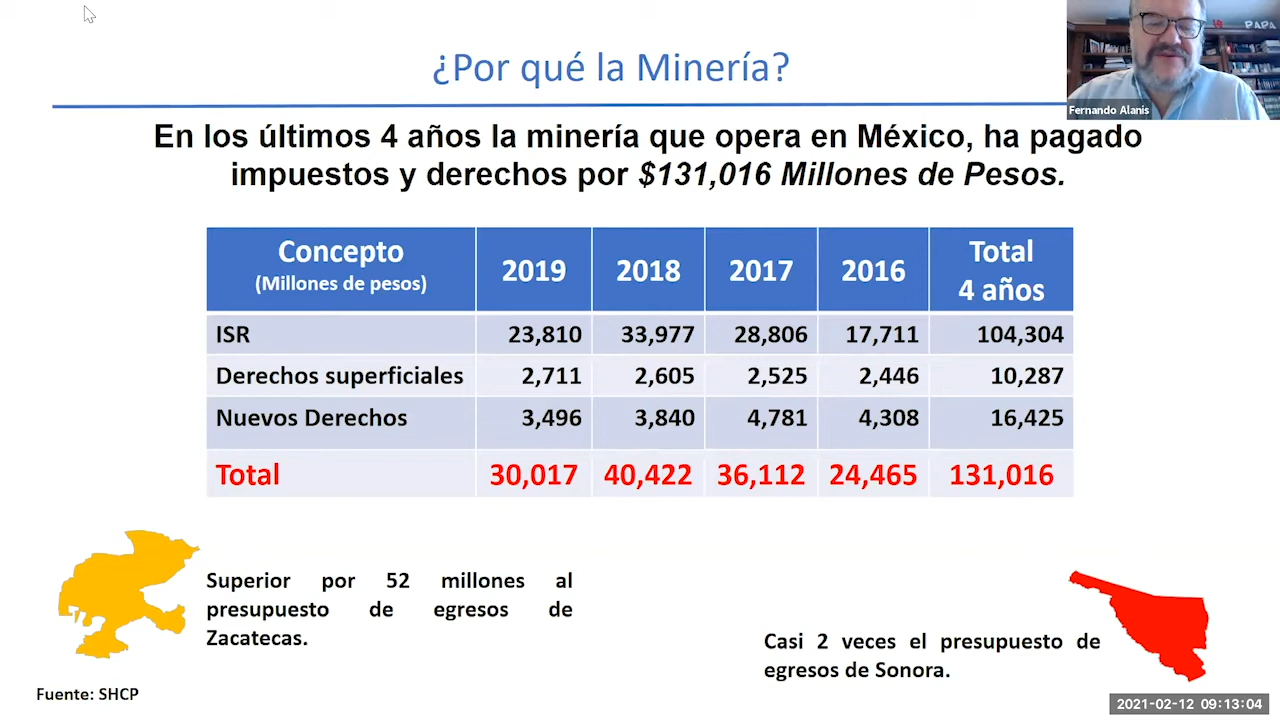 ¿Por qué la Minería?
PAPA
Fernando Alanis
En los últimos 4 años la minería que opera en México, ha pagado
impuestos y derechos por $131,016 Millones de Pesos.
Concepto
(Millones de pesos)
2019 2018 2017 2016 Total
4 años
ISR 23,810 33,977 28,806 17,711 104,304
Derechos superficiales 2,711 2,605 2,525 2,446 10,287
Nuevos Derechos 3,496 3,840 4,781 4,308 16,425
Total 30,017 40,422 36,112 24,465 131,016
Superior por 52 millones al
presupuesto de egresos de
Zacatecas.
Casi 2 veces el presupuesto de
egresos de Sonora.
Fuente: SHCP
2021-02-12 09:13:04